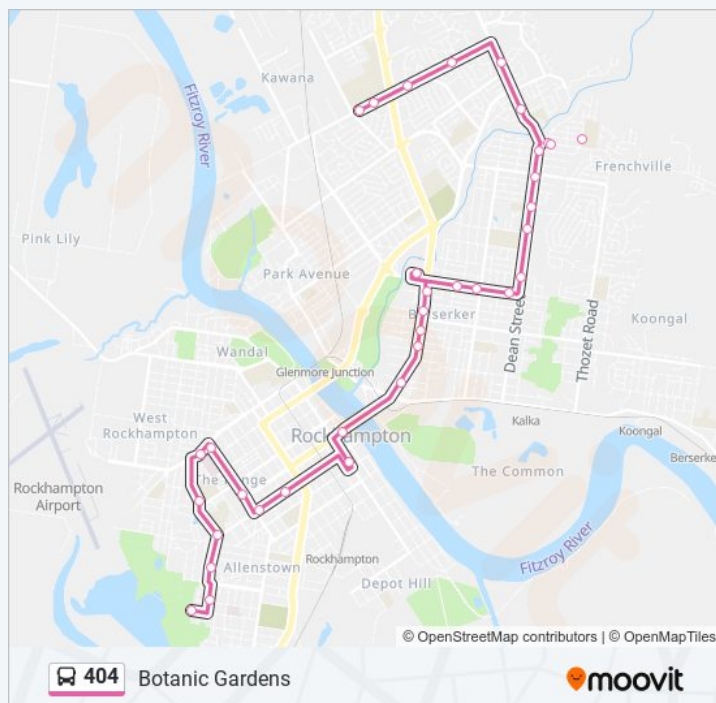 Kawana
Fitzroy River
Frenchville
Pink Lily
Park Avenue
Berserker
Dean Street
Thozet Road
Koongal
Wandal
Glenmore Junction
West
Rockhampton
Rockhampton
Kalka
Koongal
Berserke
The Common
The Range
Rockhampton
Airport
Fitzroy River
Rockhampton
Allenstown
Depot Hill
© OpenStreetMap contributors | © OpenMapTiles
404 Botanic Gardens
moovit